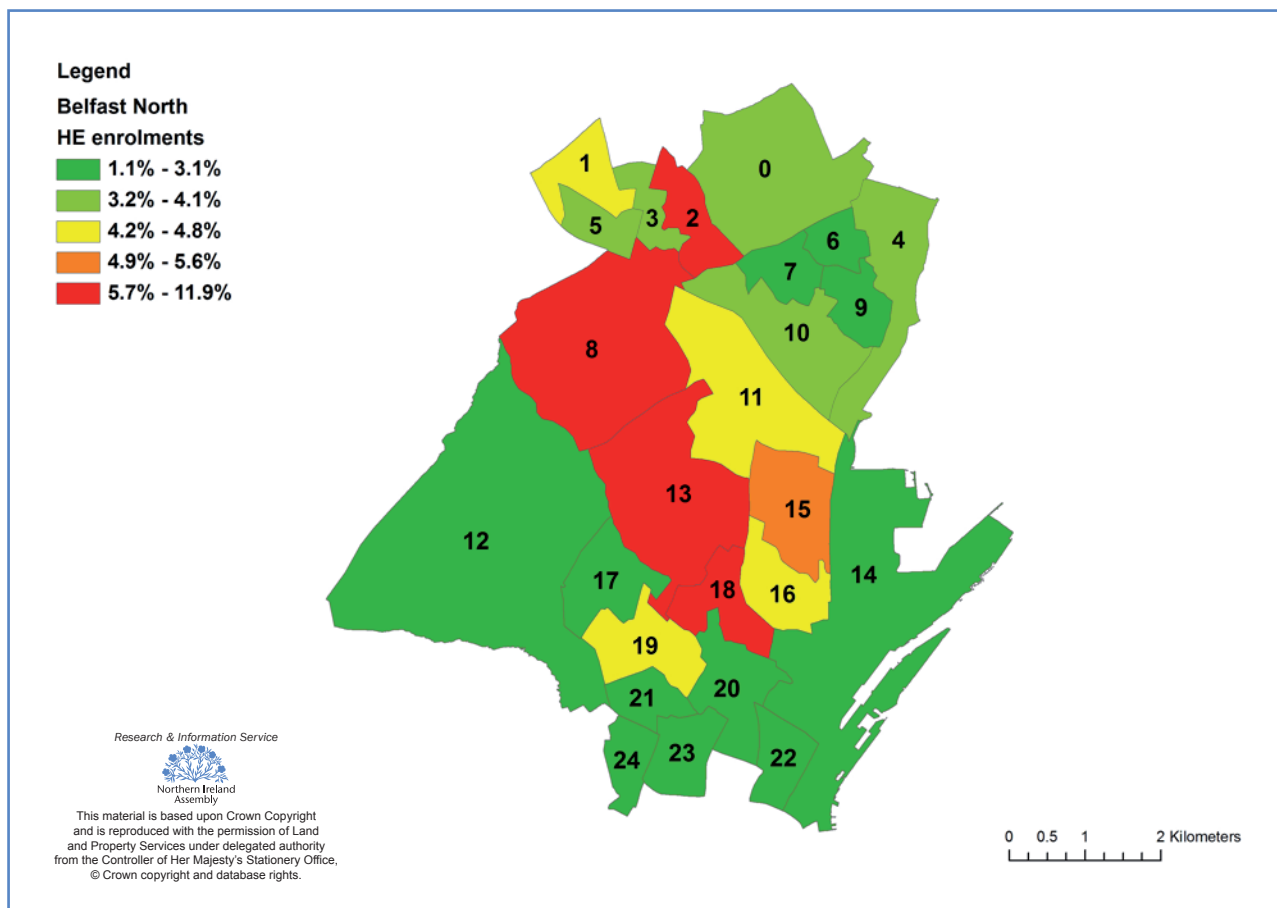 Legend
Belfast North
HE enrolments
1.1% - 3.1%
3.2% - 4.1%
4.2% - 4.8%
4.9% - 5.6%
5.7% - 11.9%
0
1
2
3
5
4
6
7
9
10
8
11
13
15
12
14
17
18
16
19
20
21
23
22
24
Research & Information Service
Northern Ireland
Assembly
This material is based upon Crown Copyright
and is reproduced with the permission of Land
and Property Services under delegated authority
from the Controller of Her Majesty's Stationery Office,
© Crown copyright and database rights.
0 0.5 1 2 Kilometers